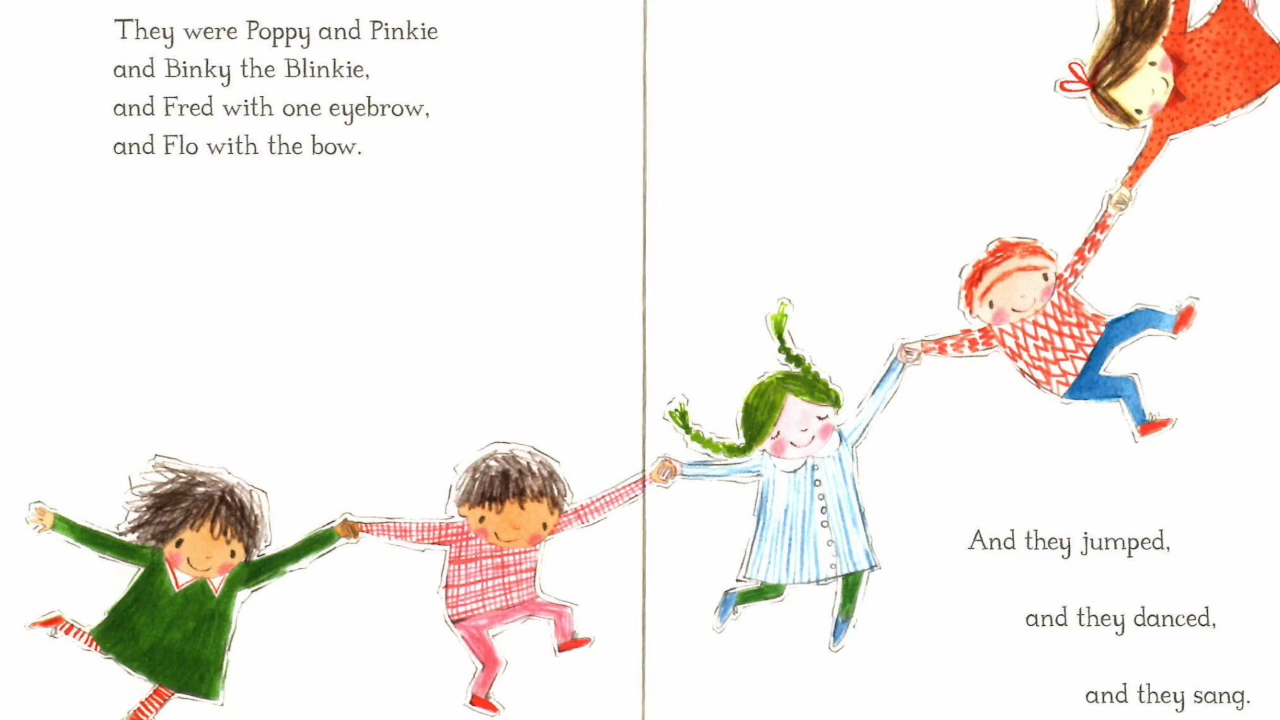 They were Poppy and Pinkie
and Binky the Blinkie,
and Fred with one eyebrow,
and Flo with the bow.
And they jumped,
and they danced,
and they sang.